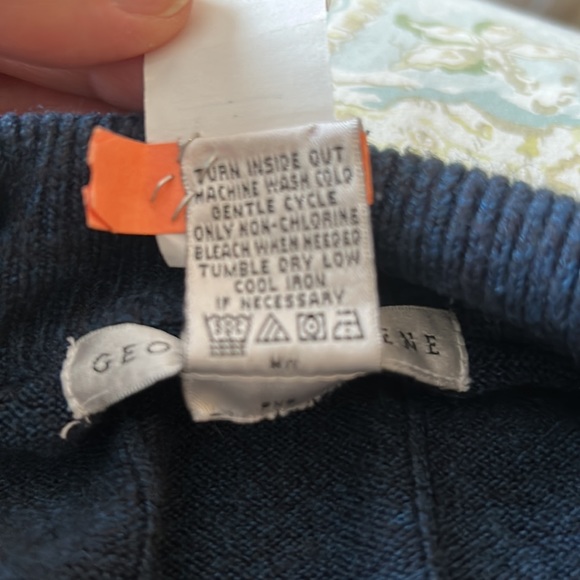 TURN INSIDE OUT
MACHINE WASH COLD
GENTLE CYCLE
ONLY NON-CHLORINE
BLEACH WHEN NEEDED
TUMBLE DRY LOW
COOL IRON
IF NECESSARY
GEO ENE